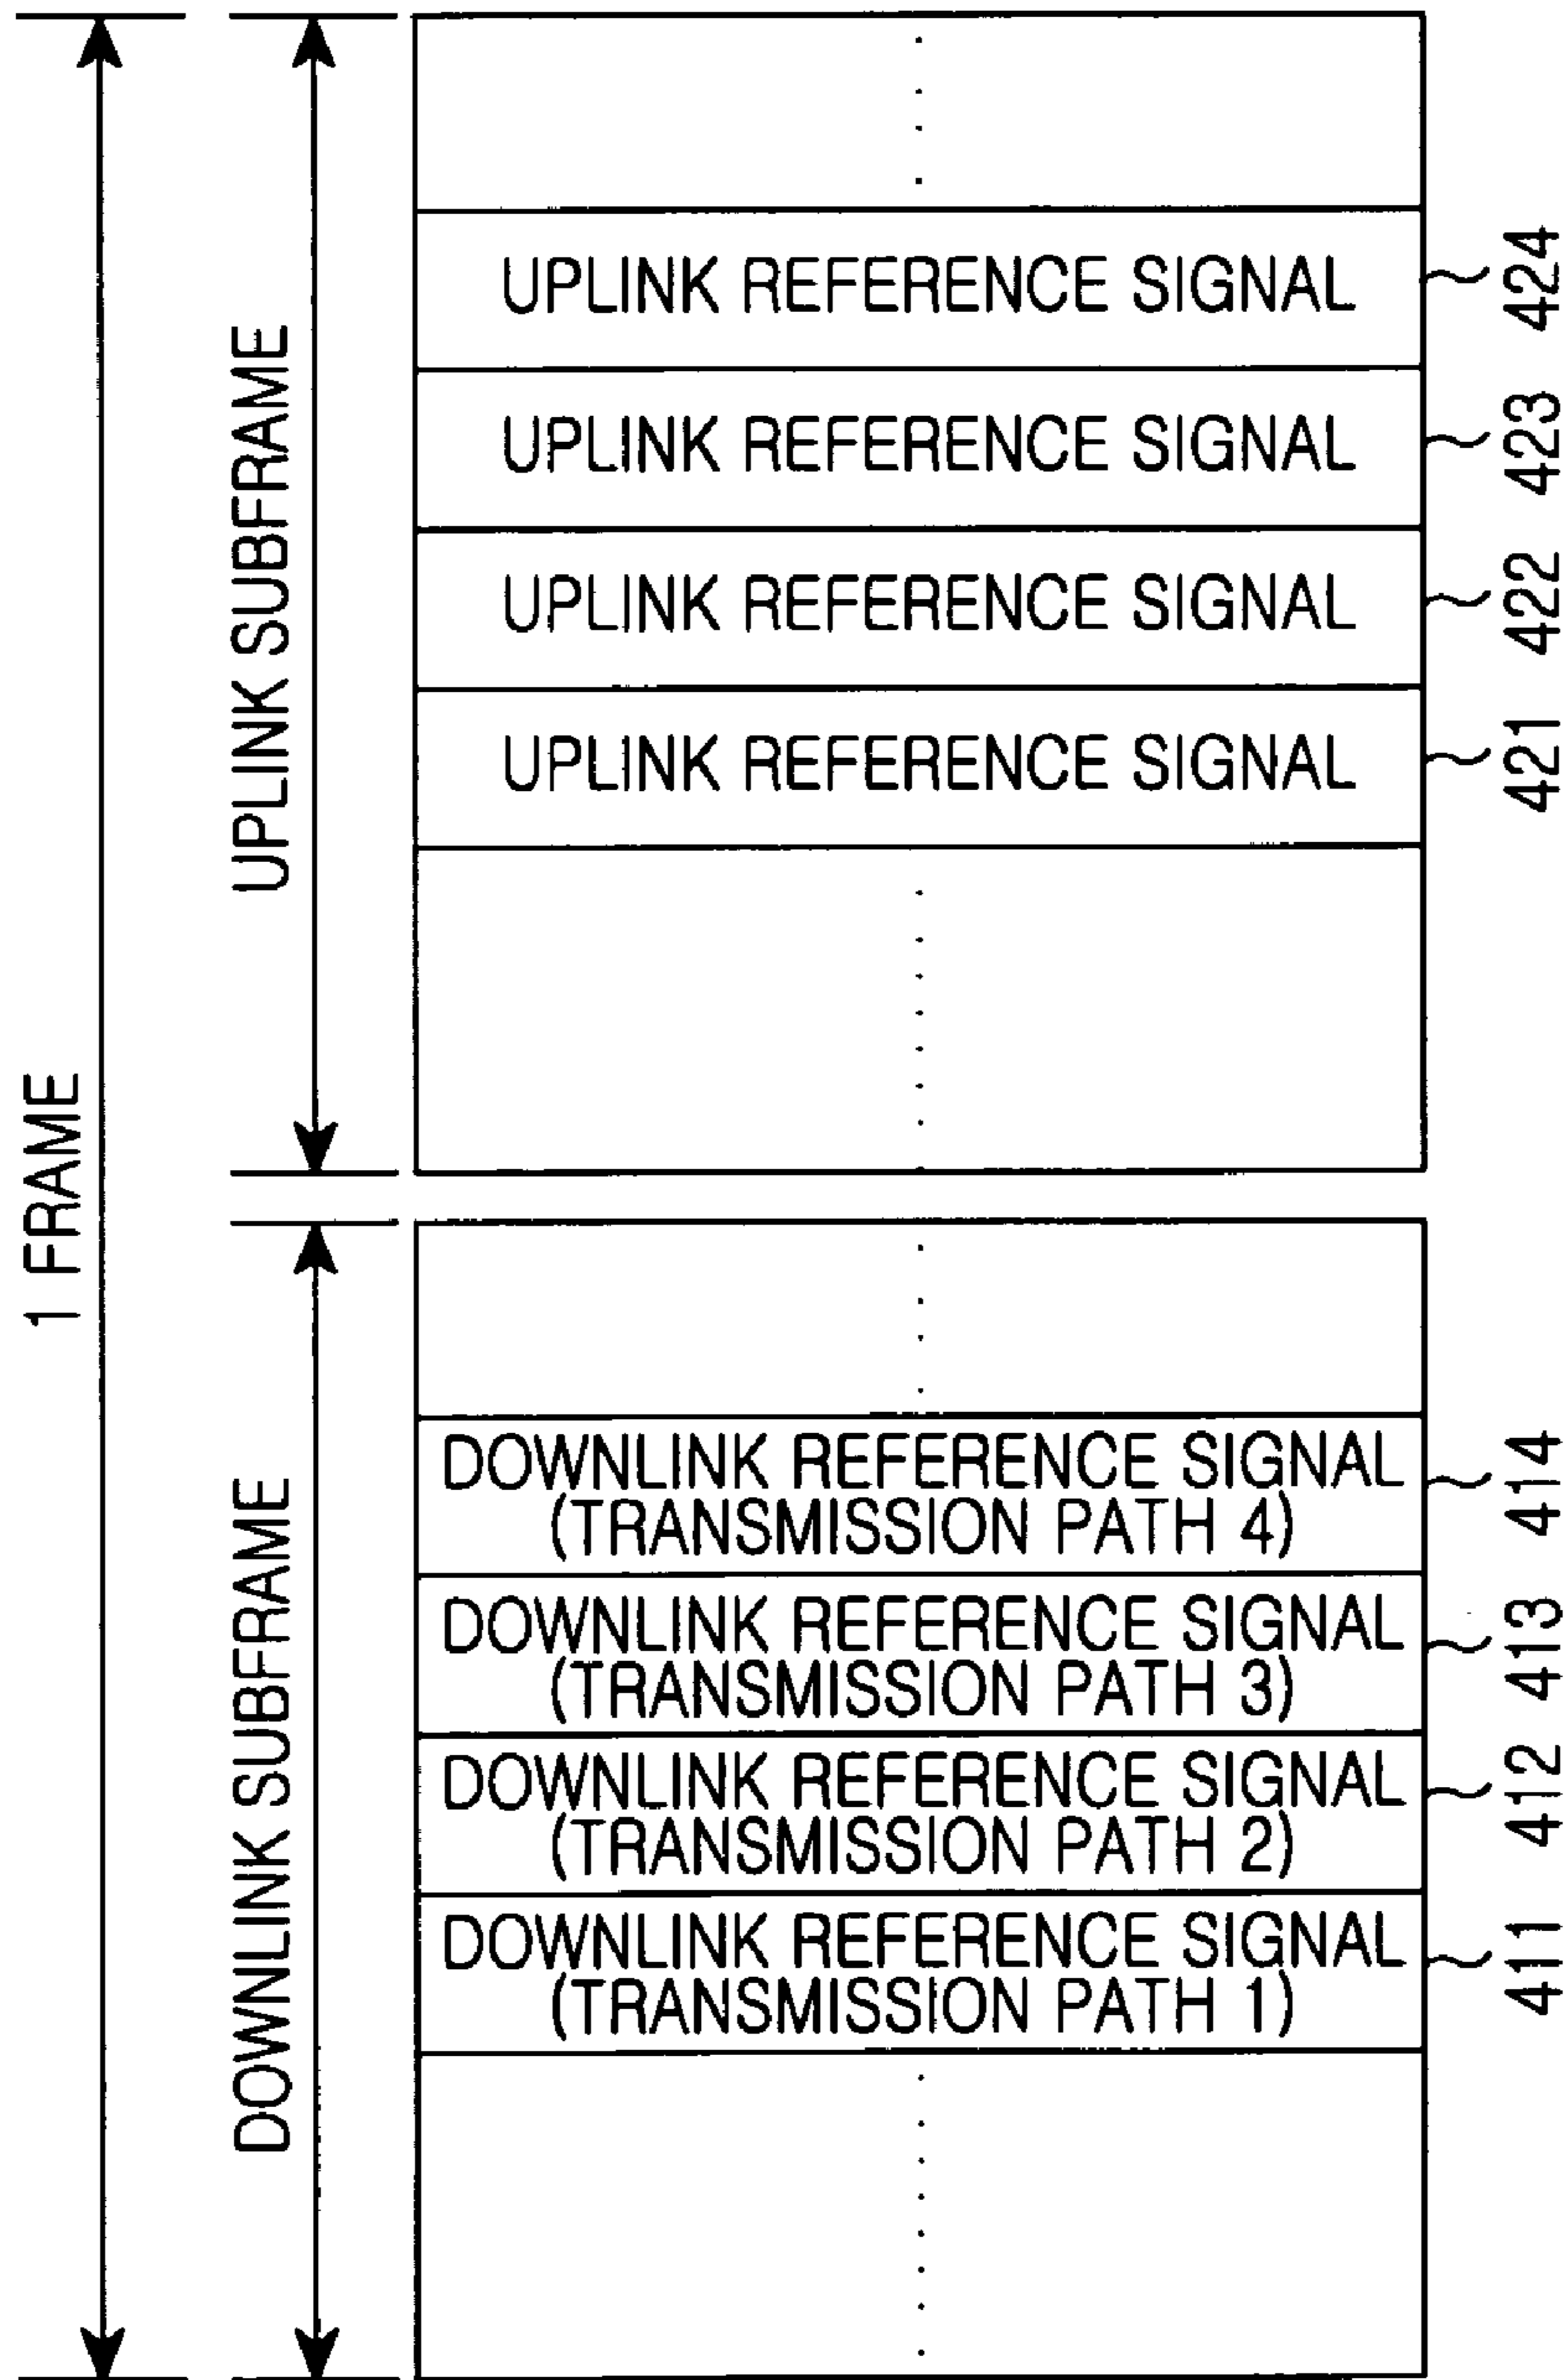 1 FRAME
UPLINK SUBFRAME
UPLINK REFERENCE SIGNAL
424
UPLINK REFERENCE SIGNAL
423
UPLINK REFERENCE SIGNAL
422
UPLINK REFERENCE SIGNAL
421
DOWNLINK SUBFRAME
DOWNLINK REFERENCE SIGNAL
(TRANSMISSION PATH 4)
414
DOWNLINK REFERENCE SIGNAL
(TRANSMISSION PATH 3)
413
DOWNLINK REFERENCE SIGNAL
(TRANSMISSION PATH 2)
412
DOWNLINK REFERENCE SIGNAL
(TRANSMISSION PATH 1)
411